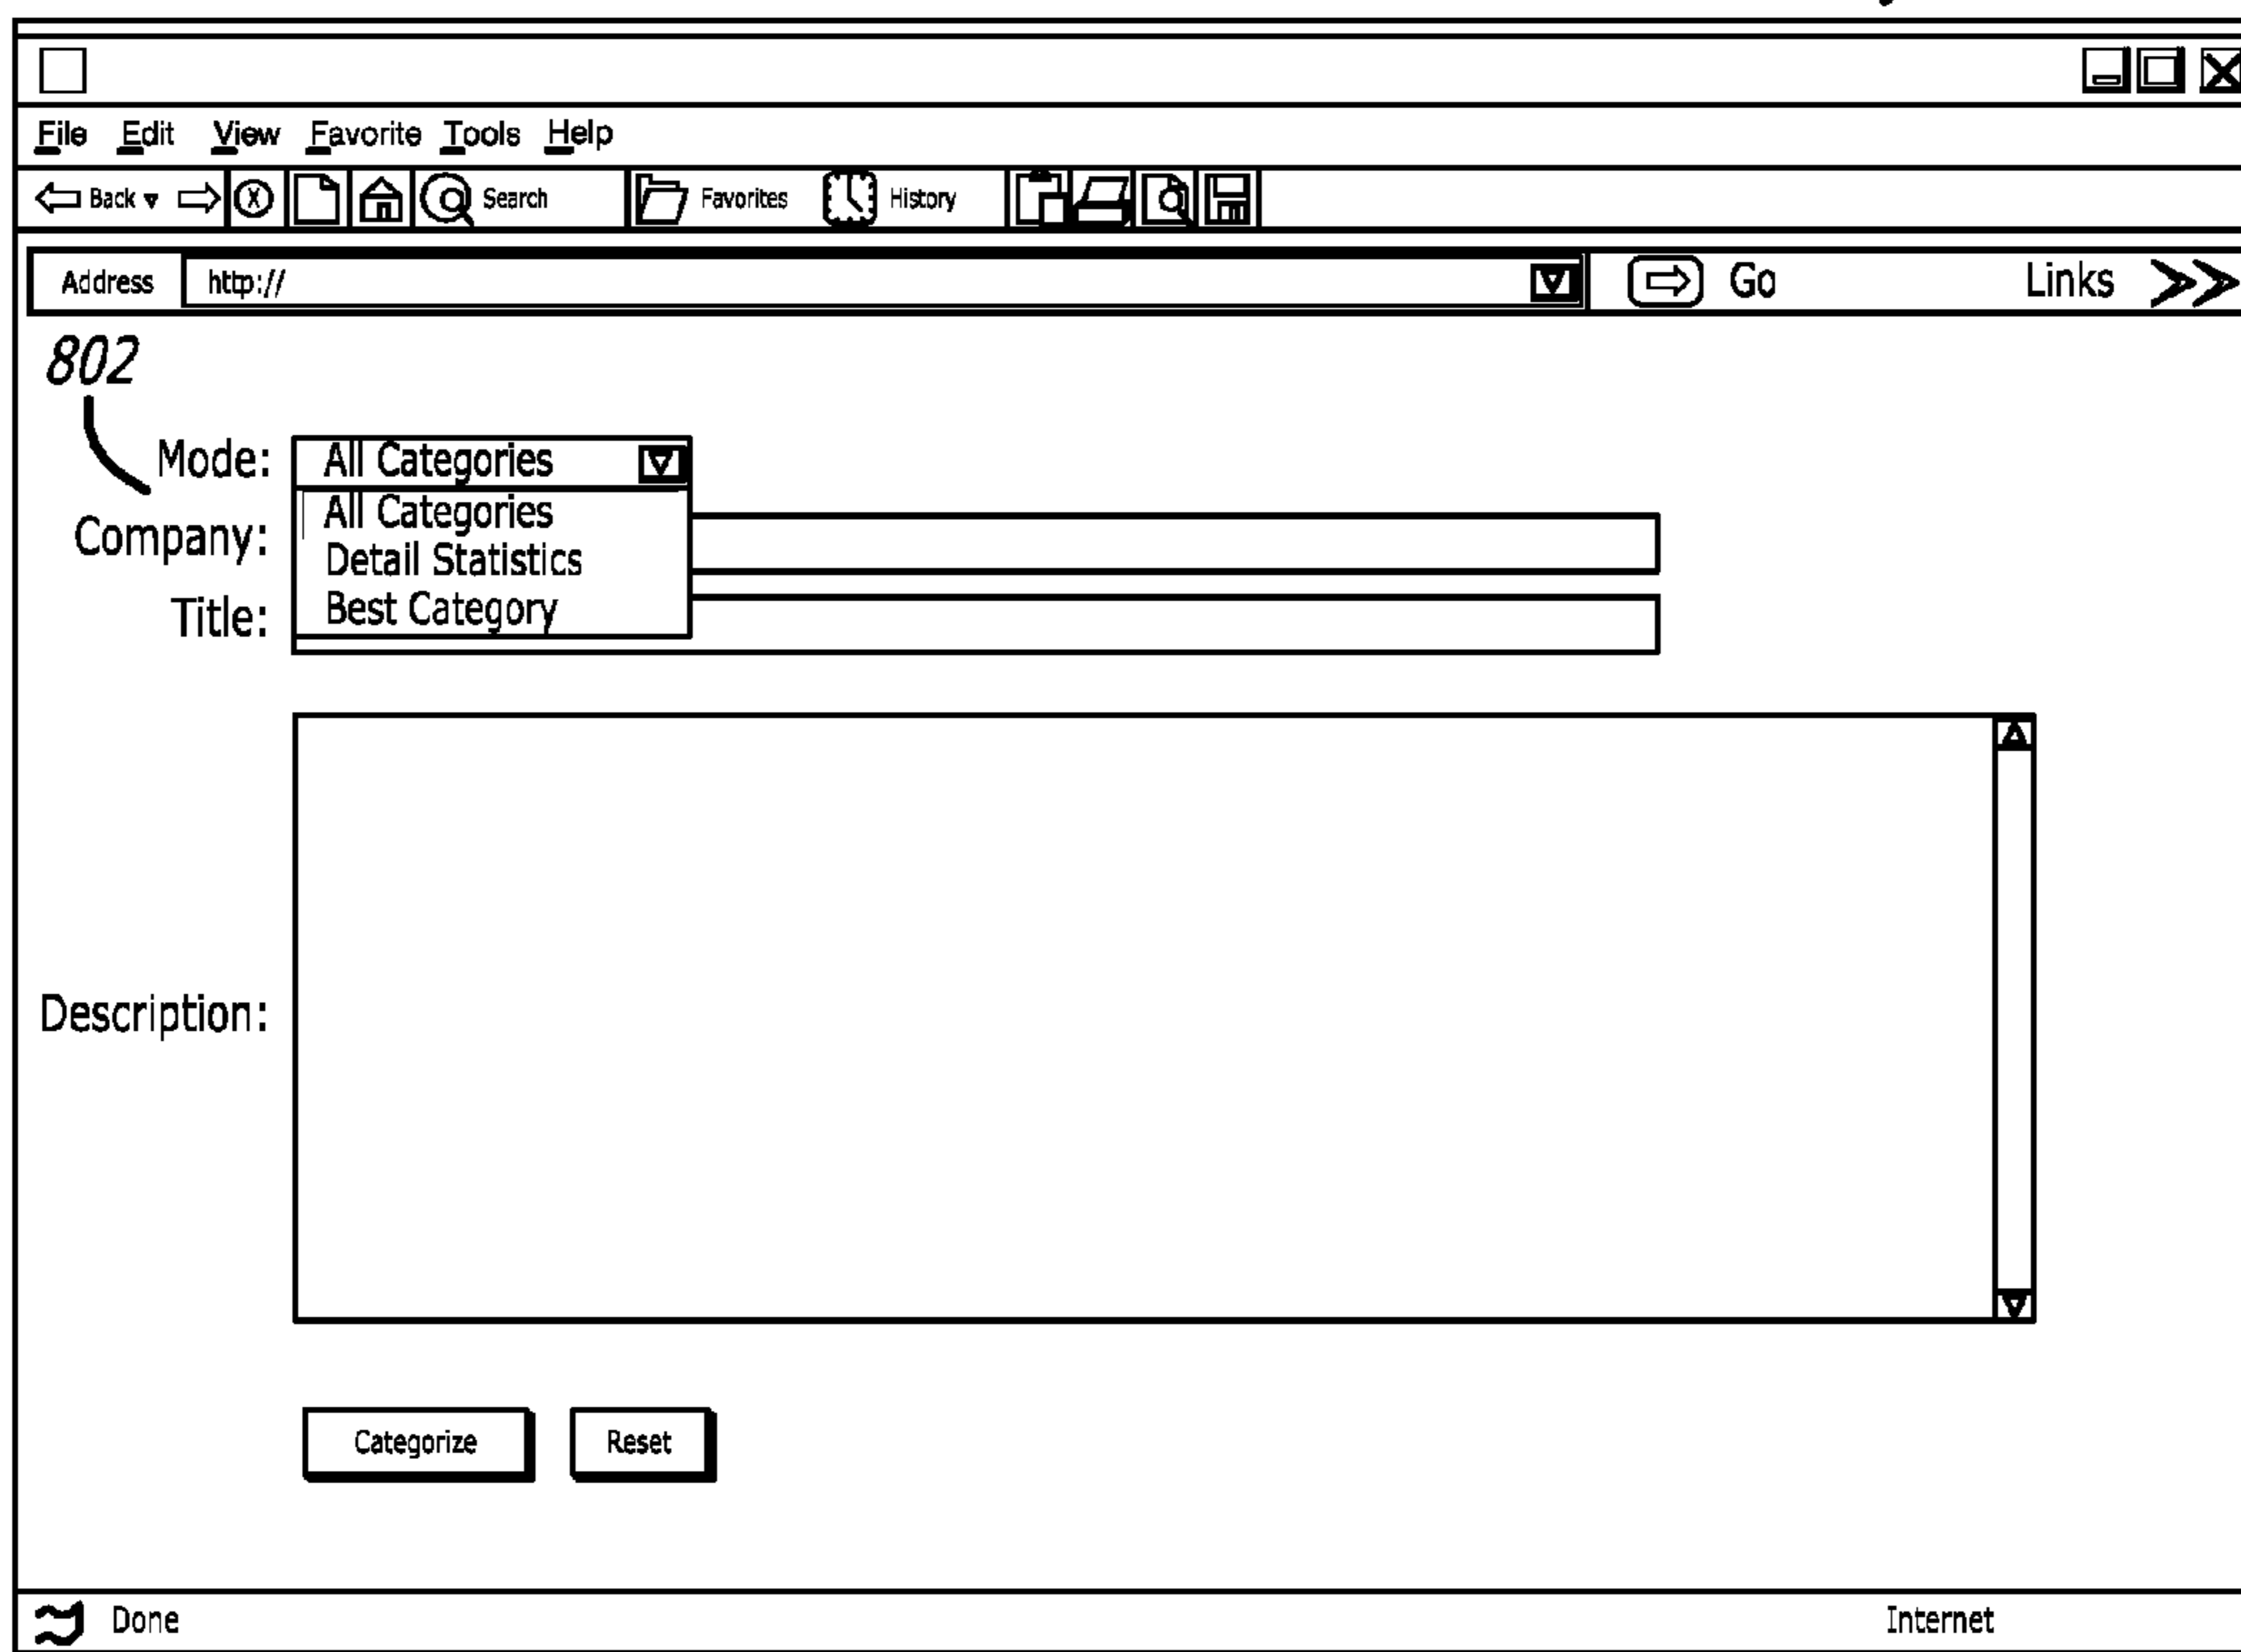 File Edit View Favorite Tools Help
Back Search Favorites History
Address http:// Go Links
802
Mode: All Categories
All Categories
Company:
Detail Statistics
Title: Best Category
Description:
Categorize Reset
Done Internet